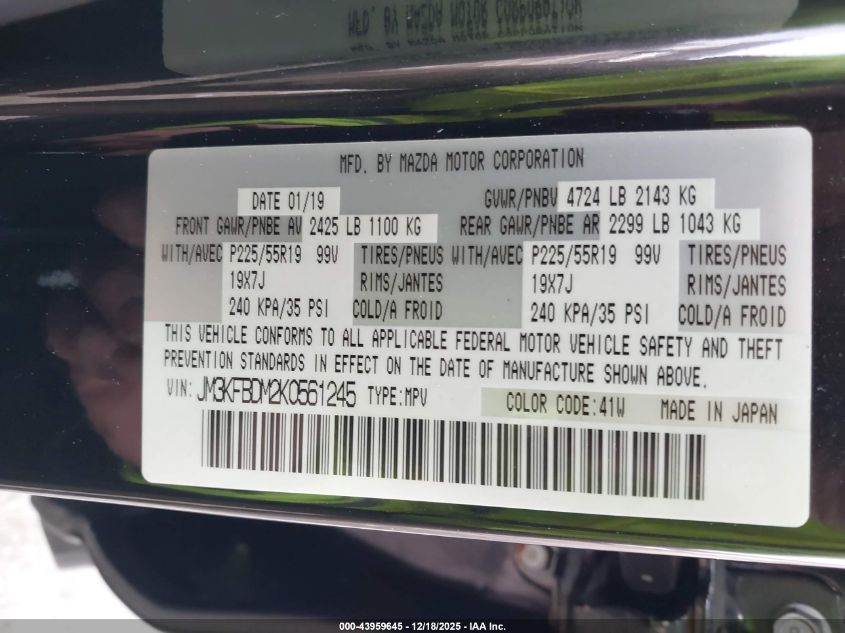 MFD. BY MAZDA MOTOR CORPORATION
MFD. BY MAZDA MOTOR CORPORATION
DATE 01/19 GVWR/PNBV 4724 LB 2143 KG
FRONT GAWR/PNBE AV 2425 LB 1100 KG REAR GAWR/PNBE AR 2299 LB 1043 KG
WITH/AVEC P225/55R19 99V TIRES/PNEUS WITH/AVEC P225/55R19 99V TIRES/PNEUS
19X7J RIMS/JANTES 19X7J RIMS/JANTES
240 KPA/35 PSI COLD/A FROID 240 KPA/35 PSI COLD/A FROID
THIS VEHICLE CONFORMS TO ALL APPLICABLE FEDERAL MOTOR VEHICLE SAFETY AND THEFT
PREVENTION STANDARDS IN EFFECT ON THE DATE OF MANUFACTURE SHOWN ABOVE.
VIN: JM3KFBDM2K0561245 TYPE:MPV COLOR CODE:41W MADE IN JAPAN
000-43959645 - 12/18/2025 - IAA Inc.